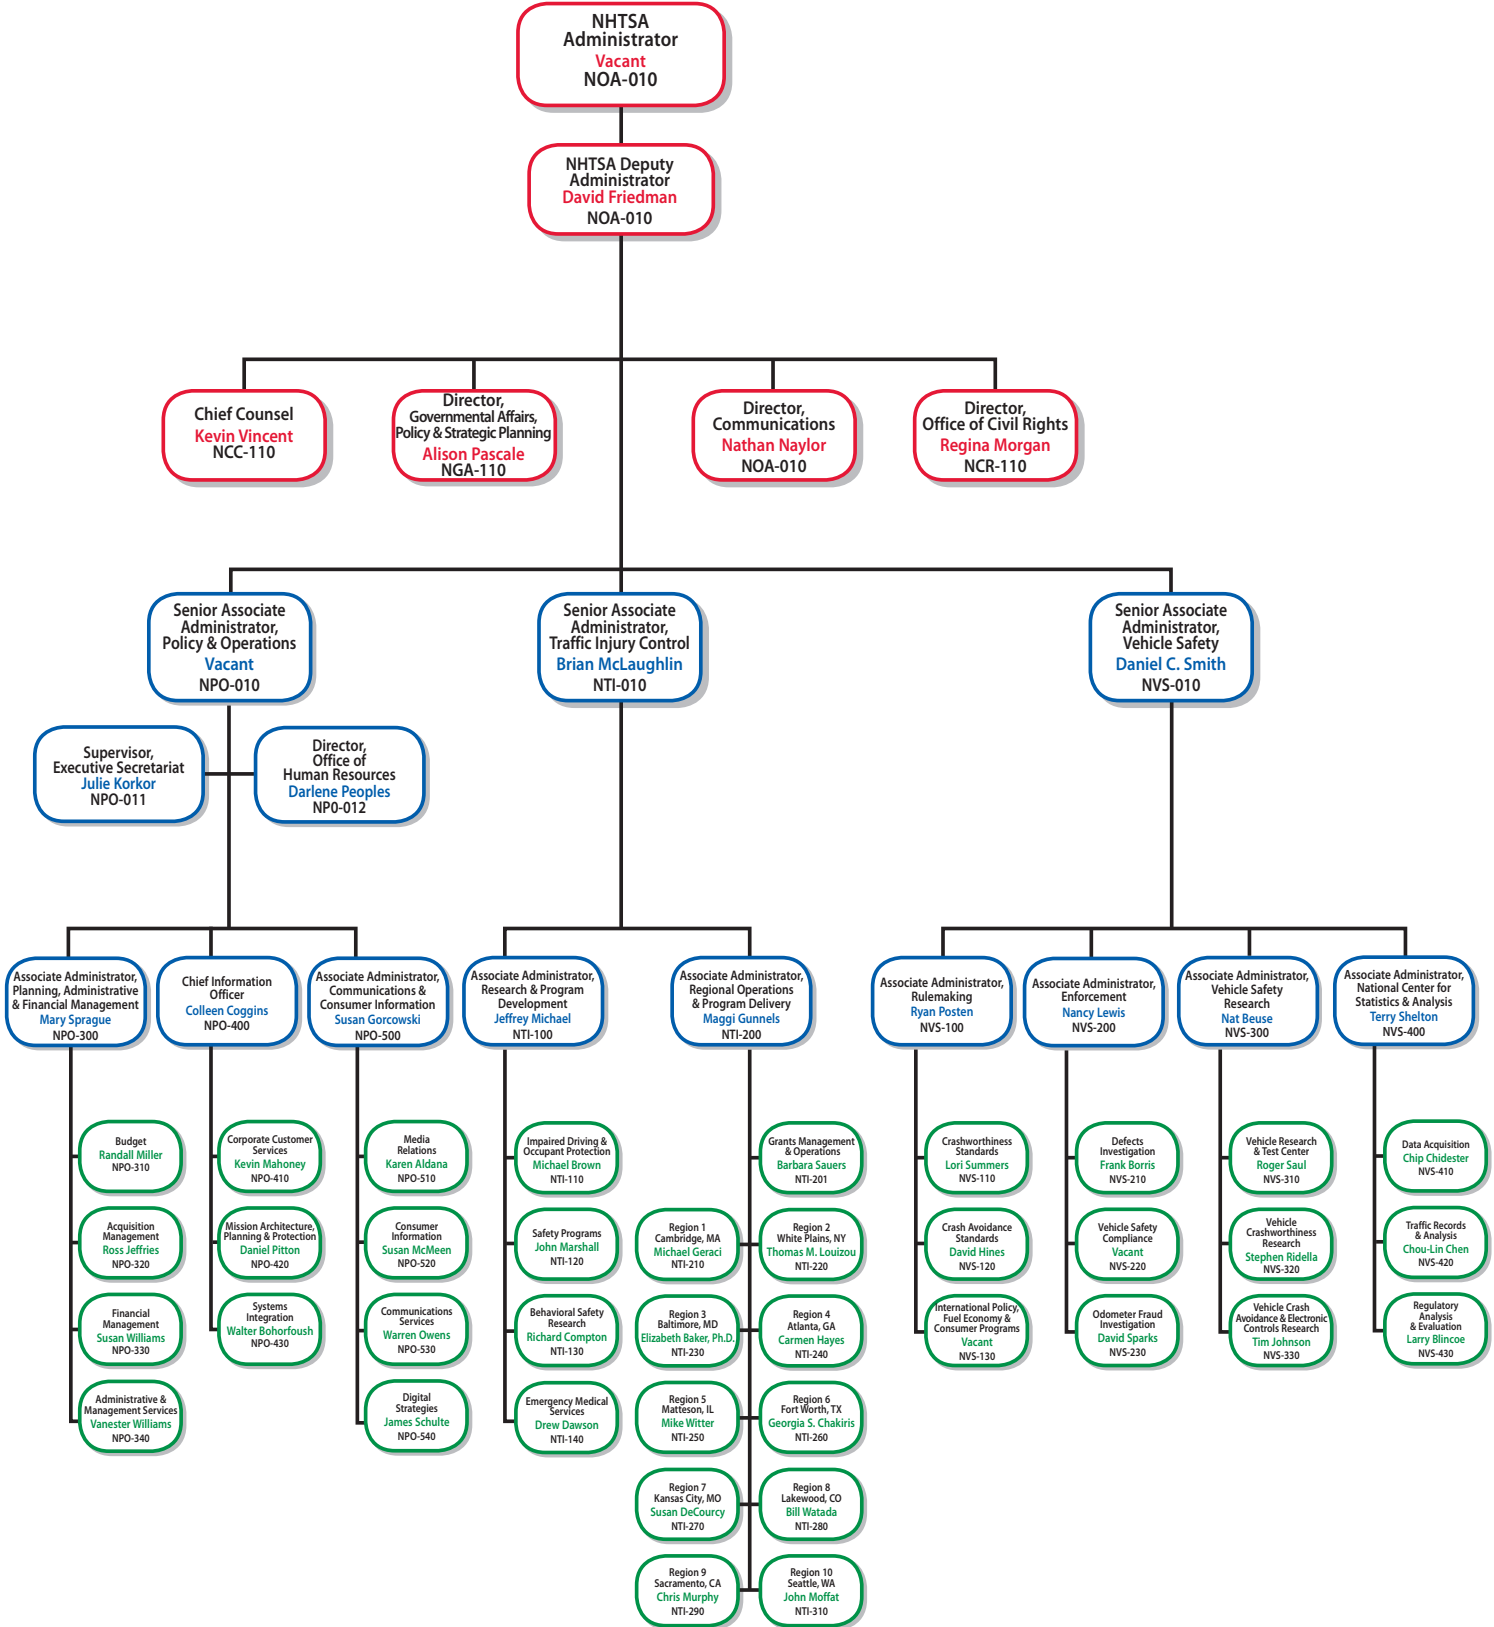 NHTSA
Administrator
Vacant
NOA-010
NHTSA Deputy
Administrator
David Friedman
NOA-010
Chief Counsel
Kevin Vincent
NCC-110
Director,
Governmental Affairs,
Policy & Strategic Planning
Alison Pascale
NGA-110
Director,
Communications
Nathan Naylor
NOA-010
Director,
Office of Civil Rights
Regina Morgan
NCR-110
Senior Associate
Administrator,
Policy & Operations
Vacant
NPO-010
Senior Associate
Administrator,
Traffic Injury Control
Brian McLaughlin
NTI-010
Senior Associate
Administrator,
Vehicle Safety
Daniel C. Smith
NVS-010
Supervisor,
Executive Secretariat
Julie Korkor
NPO-011
Director,
Office of
Human Resources
Darlene Peoples
NP0-012
Associate Administrator,
Planning, Administrative
& Financial Management
Mary Sprague
NPO-300
Chief Information
Officer
Colleen Coggins
NPO-400
Associate Administrator,
Communications &
Consumer Information
Susan Gorcowski
NPO-500
Associate Administrator,
Research & Program
Development
Jeffrey Michael
NTI-100
Associate Administrator,
Regional Operations
& Program Delivery
Maggi Gunnels
NTI-200
Associate Administrator,
Rulemaking
Ryan Posten
NVS-100
Associate Administrator,
Enforcement
Nancy Lewis
NVS-200
Associate Administrator,
Vehicle Safety
Research
Nat Beuse
NVS-300
Associate Administrator,
National Center for
Statistics & Analysis
Terry Shelton
NVS-400
Budget
Randall Miller
NPO-310
Acquisition
Management
Ross Jeffries
NPO-320
Financial
Management
Susan Williams
NPO-330
Administrative &
Management Services
Vanester Williams
NPO-340
Corporate Customer
Services
Kevin Mahoney
NPO-410
Mission Architecture,
Planning & Protection
Daniel Pitton
NPO-420
Systems
Integration
Walter Bohorfoush
NPO-430
Media
Relations
Karen Aldana
NPO-510
Consumer
Information
Susan McMeen
NPO-520
Communications
Services
Warren Owens
NPO-530
Digital
Strategies
James Schulte
NPO-540
Impaired Driving &
Occupant Protection
Michael Brown
NTI-110
Safety Programs
John Marshall
NTI-120
Behavioral Safety
Research
Richard Compton
NTI-130
Emergency Medical
Services
Drew Dawson
NTI-140
Grants Management
& Operations
Barbara Sauers
NTI-201
Region 1
Cambridge, MA
Michael Geraci
NTI-210
Region 2
White Plains, NY
Thomas M. Louizou
NTI-220
Region 3
Baltimore, MD
Elizabeth Baker, Ph.D.
NTI-230
Region 4
Atlanta, GA
Carmen Hayes
NTI-240
Region 5
Matteson, IL
Mike Witter
NTI-250
Region 6
Fort Worth, TX
Georgia S. Chakiris
NTI-260
Region 7
Kansas City, MO
Susan DeCourcy
NTI-270
Region 8
Lakewood, CO
Bill Watada
NTI-280
Region 9
Sacramento, CA
Chris Murphy
NTI-290
Region 10
Seattle, WA
John Moffat
NTI-310
Crashworthiness
Standards
Lori Summers
NVS-110
Crash Avoidance
Standards
David Hines
NVS-120
International Policy,
Fuel Economy &
Consumer Programs
Vacant
NVS-130
Defects
Investigation
Frank Borris
NVS-210
Vehicle Safety
Compliance
Vacant
NVS-220
Odometer Fraud
Investigation
David Sparks
NVS-230
Vehicle Research
& Test Center
Roger Saul
NVS-310
Vehicle
Crashworthiness
Research
Stephen Ridella
NVS-320
Vehicle Crash
Avoidance & Electronic
Controls Research
Tim Johnson
NVS-330
Data Acquisition
Chip Chidester
NVS-410
Traffic Records
& Analysis
Chou-Lin Chen
NVS-420
Regulatory
Analysis
& Evaluation
Larry Blincoe
NVS-430